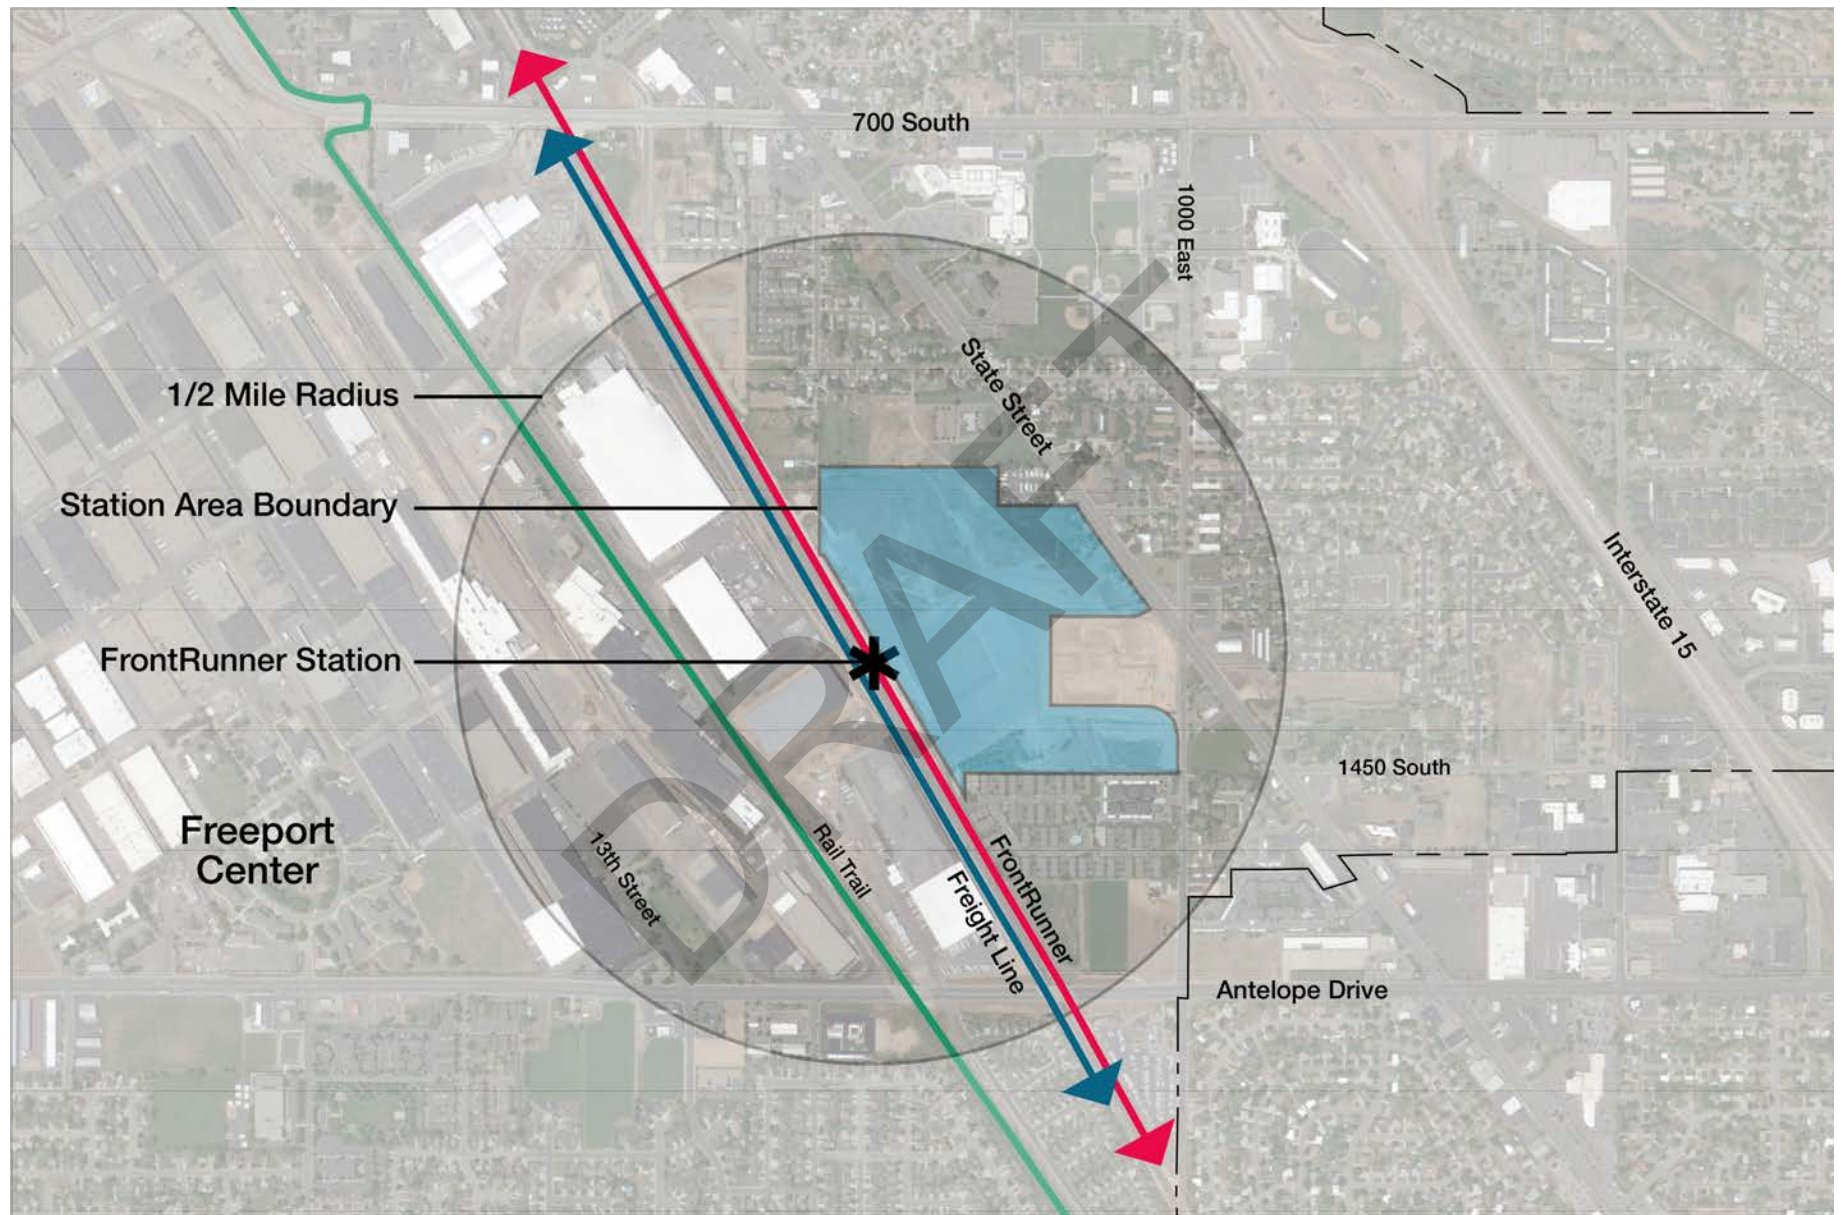 700 South
1000 East
State Street
1/2 Mile Radius
Station Area Boundary
Interstate 15
FrontRunner Station
DRAFT
1450 South
Freeport
Center
13th Street
Rail Trail
Freight Line
FrontRunner
Antelope Drive